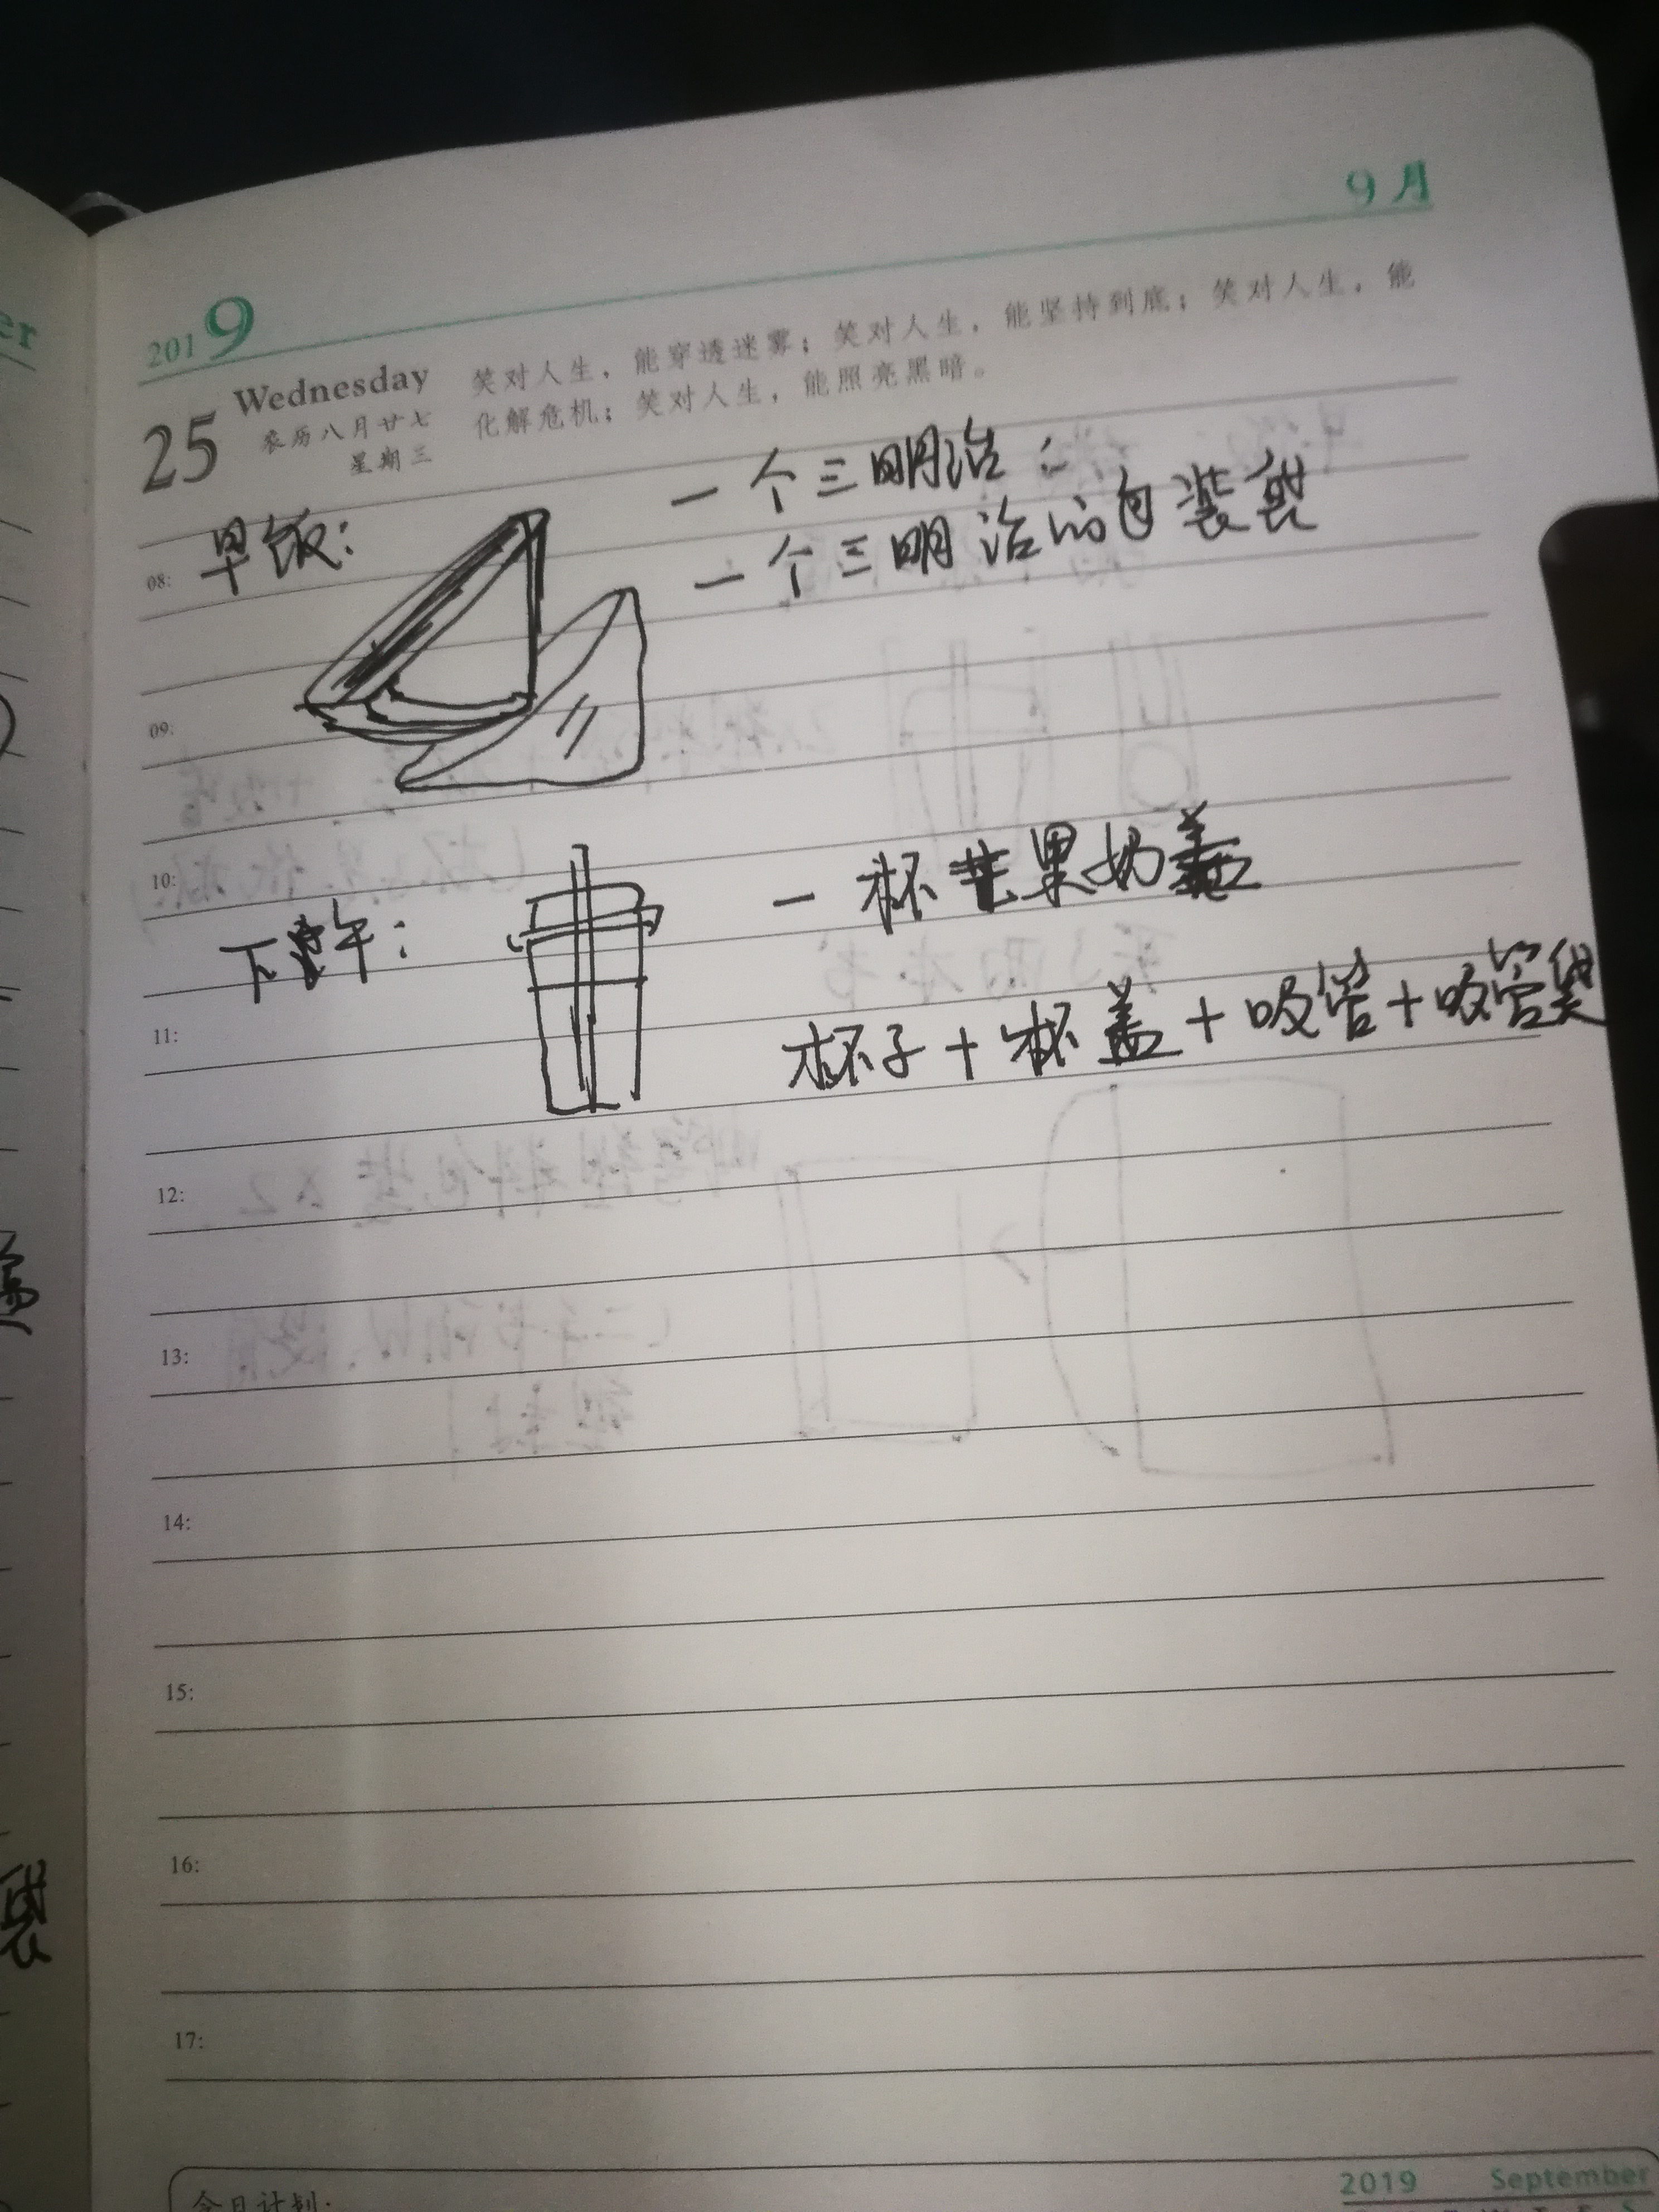 9月
2019
25 Wednesday
农历八月廿七
星期三
笑对人生，能穿透迷雾；笑对人生，能坚持到底；笑对人生，能
化解危机；笑对人生，能照亮黑暗。
早饭：
一个三明治：
一个三明治的包装袋
08:
09:
10:
下午：
一杯苹果奶盖
杯子+杯盖+吸管+吸管袋
11:
12:
13:
14:
15:
16:
17:
今日计划：
2019 September